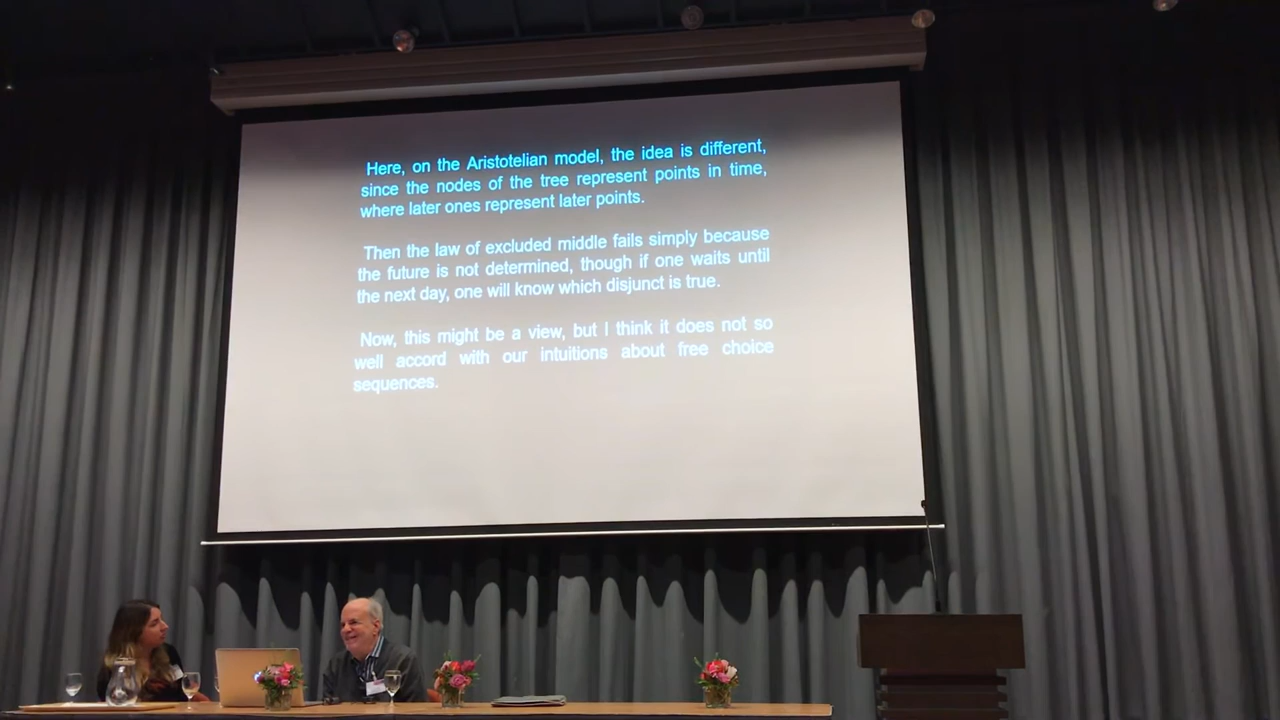 Here, on the Aristotelian model, the idea is different,
since the nodes of the tree represent points in time,
where later ones represent later points.
Then the law of excluded middle fails simply because
the future is not determined, though if one waits until
the next day, one will know which disjunct is true.
Now, this might be a view, but I think it does not so
well accord with our intuitions about free choice
sequences.